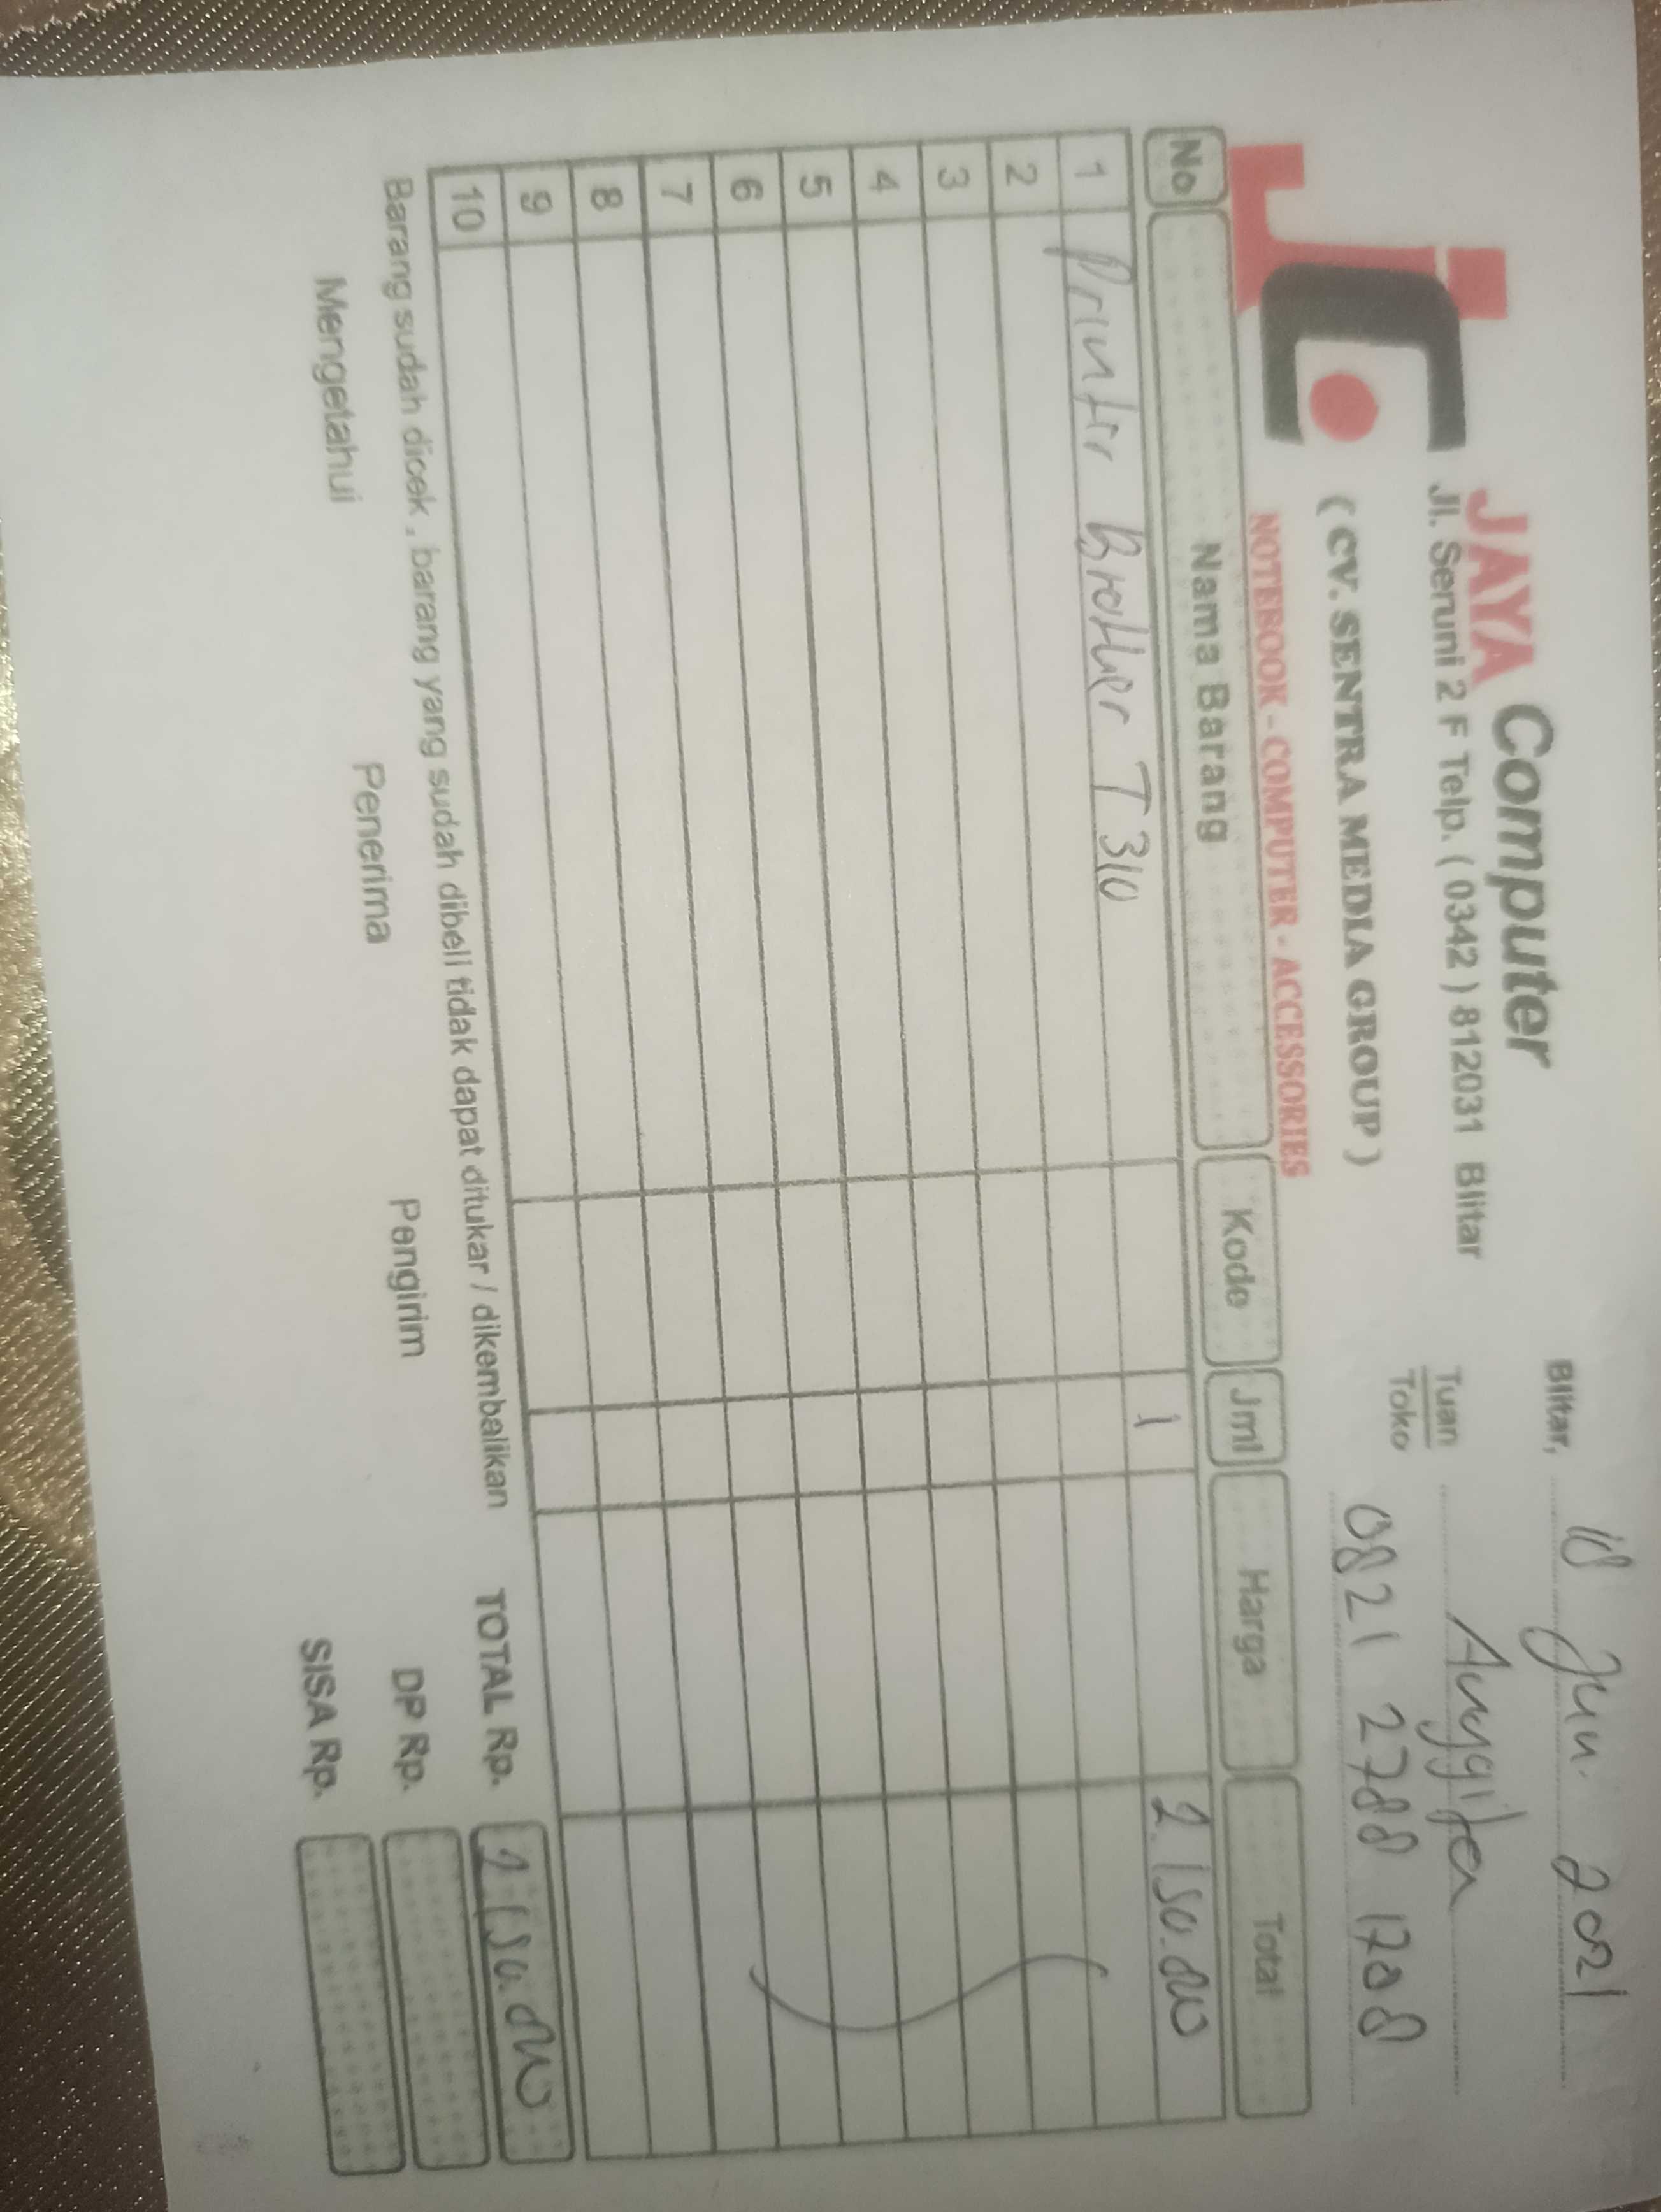 JAYA Computer
Jl. Seruni 2 F Telp. ( 0342 ) 812031 Blitar
( CV. SENTRA MEDIA GROUP )
NOTEBOOK - COMPUTER - ACCESSORIES
Blitar, Jun. 2021
Tuan Anggita
Toko
0821 2788 1708
No Nama Barang Kode Jml Harga Total
1 Printer Brother T310 1 2.150.000
2
3
4
5
6
7
8
9
10
Barang sudah dicek , barang yang sudah dibeli tidak dapat ditukar / dikembalikan
TOTAL Rp. 2.150.000
Mengetahui Penerima Pengirim
DP Rp.
SISA Rp.